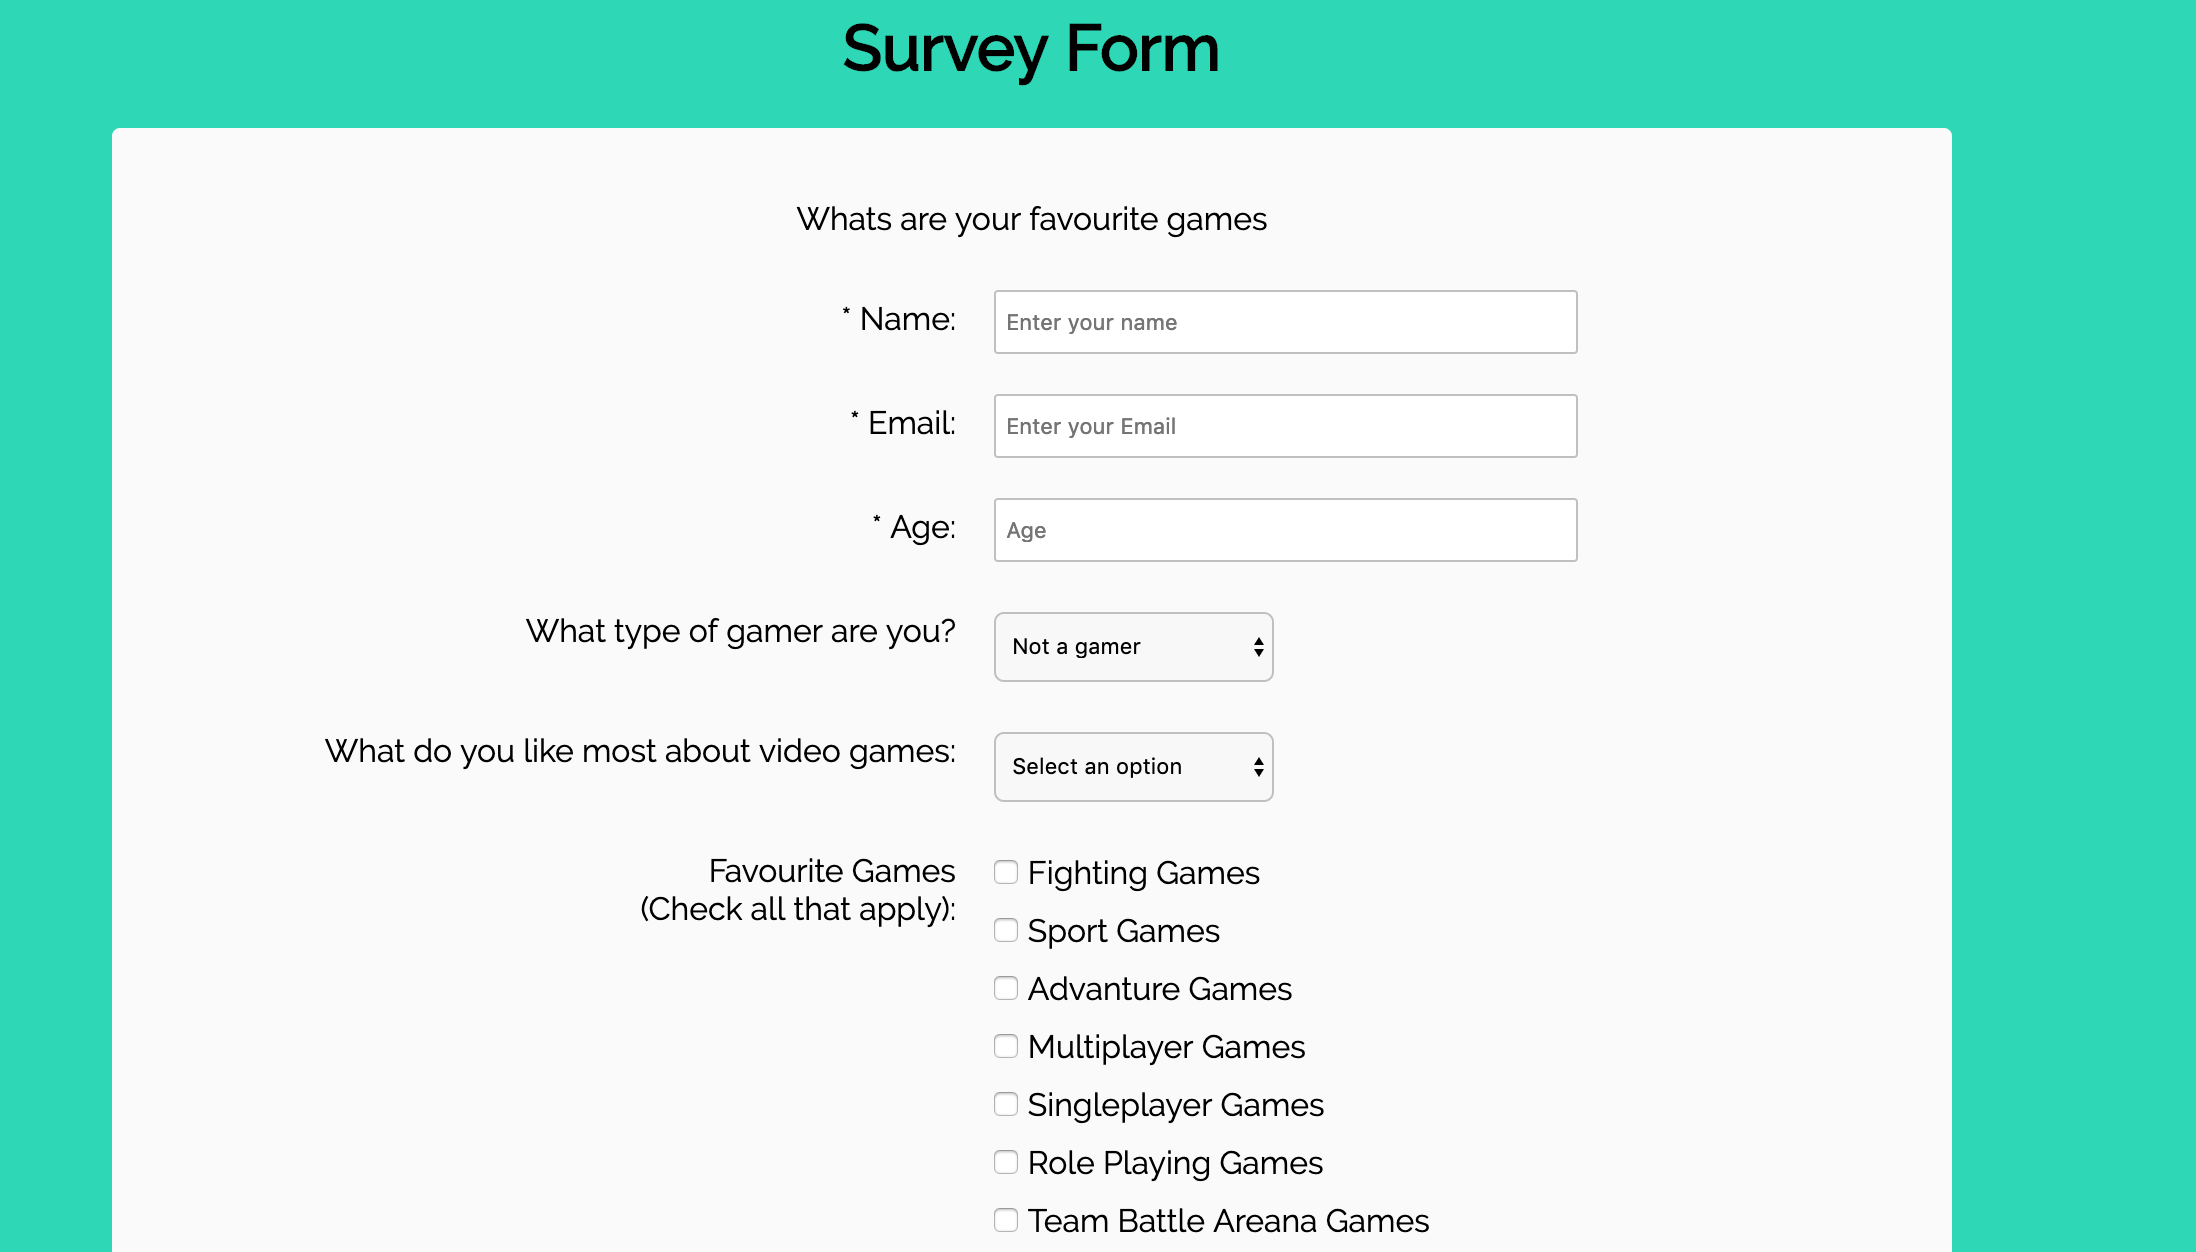 Survey Form
Whats are your favourite games
* Name:
Enter your name
* Email:
Enter your Email
* Age:
Age
What type of gamer are you?
Not a gamer
What do you like most about video games:
Select an option
Favourite Games
(Check all that apply):
Fighting Games
Sport Games
Advanture Games
Multiplayer Games
Singleplayer Games
Role Playing Games
Team Battle Areana Games